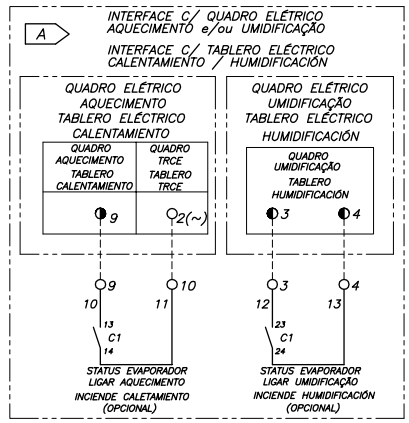 A
INTERFACE C/ QUADRO ELÉTRICO
AQUECIMENTO e/ou UMIDIFICAÇÃO
INTERFACE C/ TABLERO ELÉCTRICO
CALENTAMIENTO / HUMIDIFICACIÓN
QUADRO ELÉTRICO
AQUECIMENTO
TABLERO ELÉCTRICO
CALENTAMIENTO
QUADRO
AQUECIMENTO
TABLERO
CALENTAMIENTO
QUADRO
TRCE
TABLERO
TRCE
9
2(~)
QUADRO ELÉTRICO
UMIDIFICAÇÃO
TABLERO ELÉCTRICO
HUMIDIFICACIÓN
QUADRO
UMIDIFICAÇÃO
TABLERO
HUMIDIFICACIÓN
3
4
9
10
3
4
10
11
12
13
13
C1
14
23
C1
24
STATUS EVAPORADOR
LIGAR AQUECIMENTO
INCIENDE CALETAMIENTO
(OPCIONAL)
STATUS EVAPORADOR
LIGAR UMIDIFICAÇÃO
INCIENDE HUMIDIFICACIÓN
(OPCIONAL)